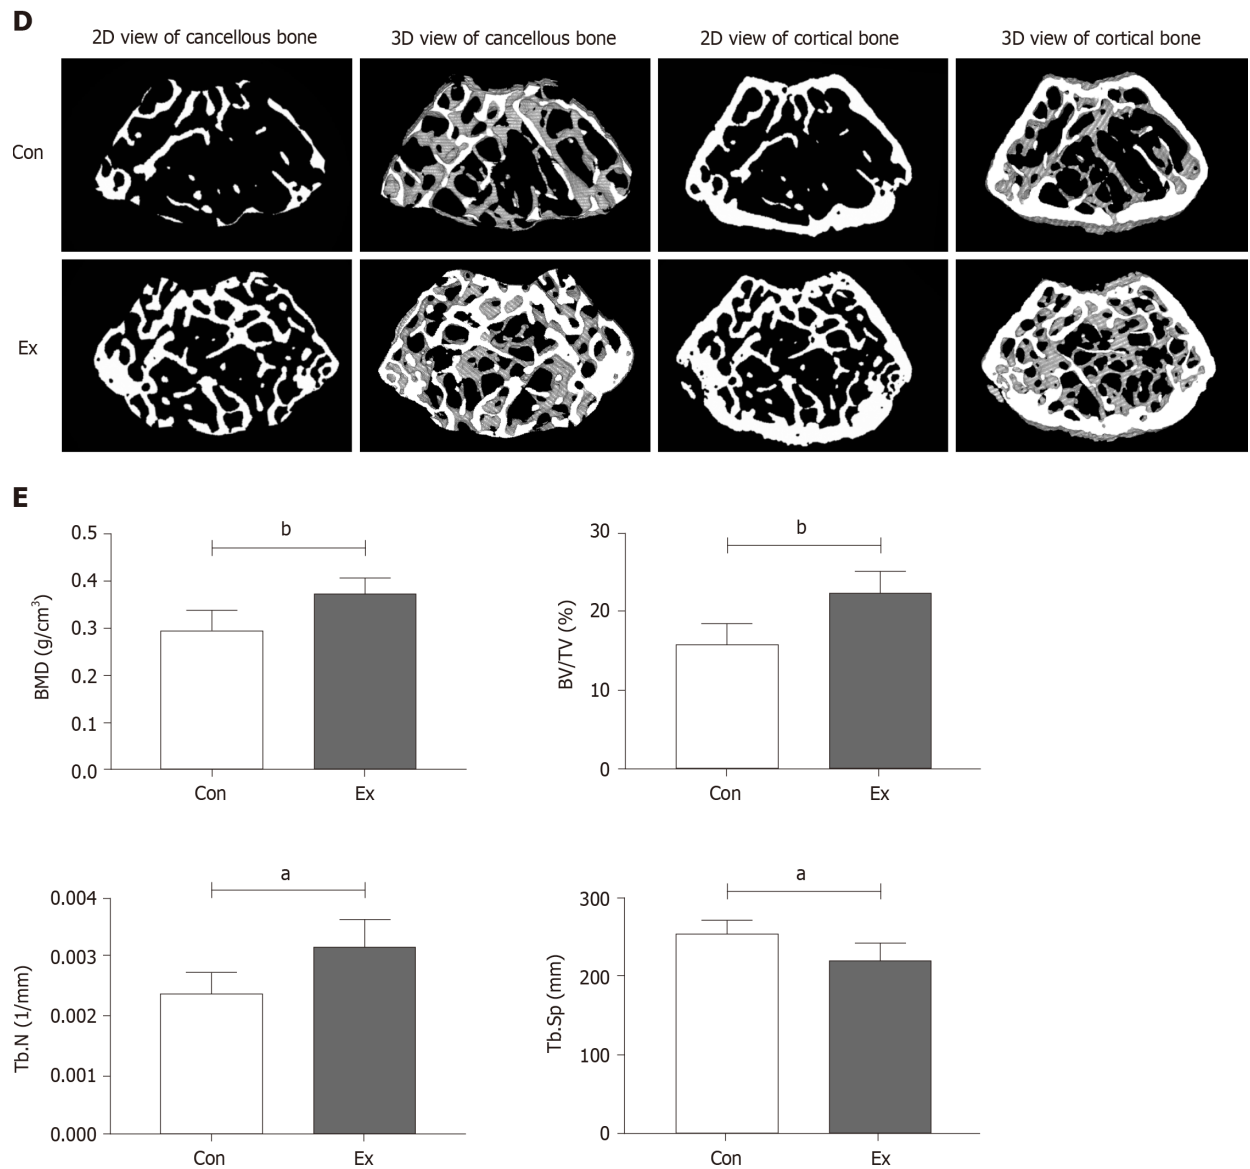 D
2D view of cancellous bone
3D view of cancellous bone
2D view of cortical bone
3D view of cortical bone
Con
Ex
E
BMD (g/cm³)
0.5
0.4
0.3
0.2
0.1
0.0
b
Con
Ex
BV/TV (%)
30
20
10
0
b
Con
Ex
Tb.N (1/mm)
0.004
0.003
0.002
0.001
0.000
a
Con
Ex
Tb.Sp (mm)
300
200
100
0
a
Con
Ex